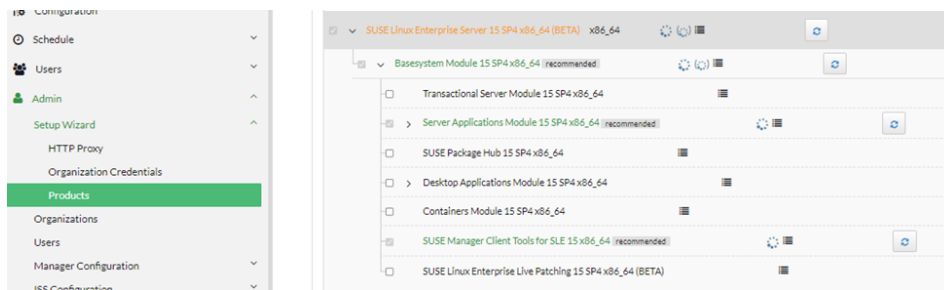 Configuration
Schedule
Users
Admin
Setup Wizard
HTTP Proxy
Organization Credentials
Products
Organizations
Users
Manager Configuration
ISS Configuration
SUSE Linux Enterprise Server 15 SP4 x86_64 (BETA) x86_64
Basesystem Module 15 SP4 x86_64 recommended
Transactional Server Module 15 SP4 x86_64
Server Applications Module 15 SP4 x86_64 recommended
SUSE Package Hub 15 SP4 x86_64
Desktop Applications Module 15 SP4 x86_64
Containers Module 15 SP4 x86_64
SUSE Manager Client Tools for SLE 15 x86_64 recommended
SUSE Linux Enterprise Live Patching 15 SP4 x86_64 (BETA)